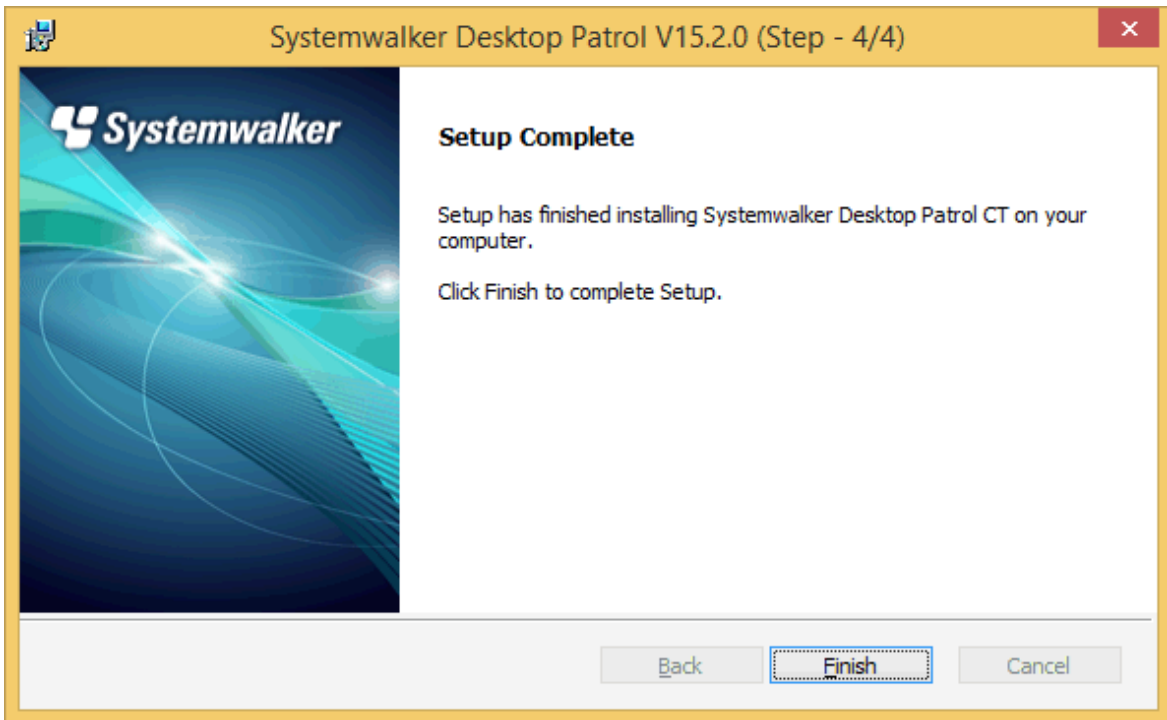 Systemwalker Desktop Patrol V15.2.0 (Step - 4/4)
Systemwalker
Setup Complete
Setup has finished installing Systemwalker Desktop Patrol CT on your
computer.
Click Finish to complete Setup.
Back
Finish
Cancel